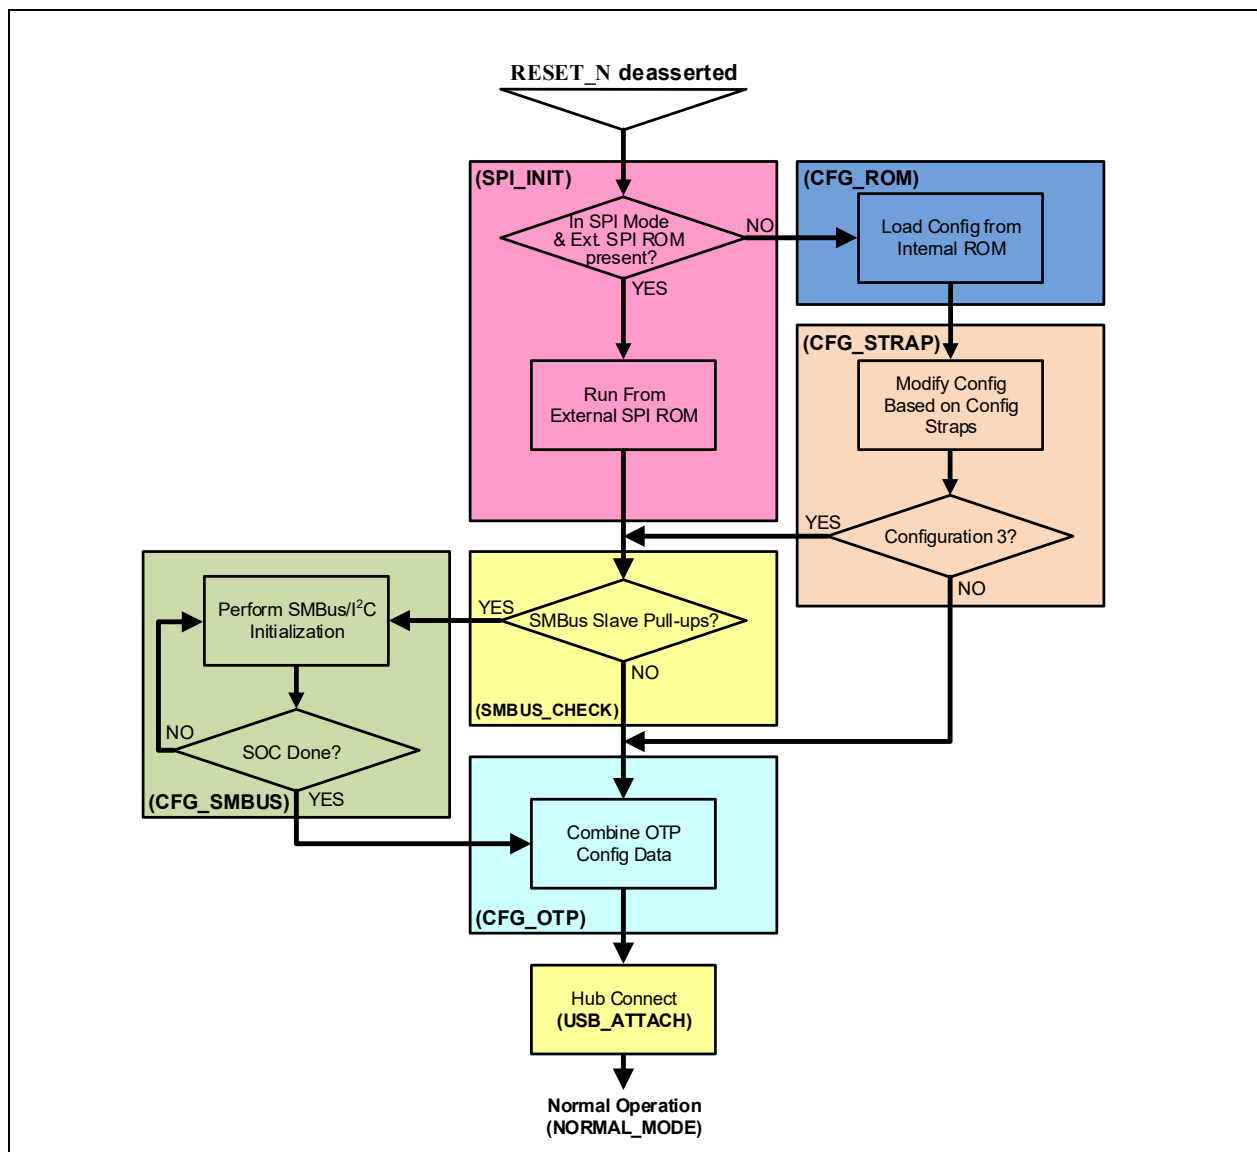 RESET_N deasserted
(SPI_INIT)
In SPI Mode
& Ext. SPI ROM
present?
NO
YES
Run From
External SPI ROM
(CFG_ROM)
Load Config from
Internal ROM
(CFG_STRAP)
Modify Config
Based on Config
Straps
Configuration 3?
YES
NO
SMBus Slave Pull-ups?
YES
NO
(SMBUS_CHECK)
Perform SMBus/I²C
Initialization
SOC Done?
NO
YES
(CFG_SMBUS)
Combine OTP
Config Data
(CFG_OTP)
Hub Connect
(USB_ATTACH)
Normal Operation
(NORMAL_MODE)